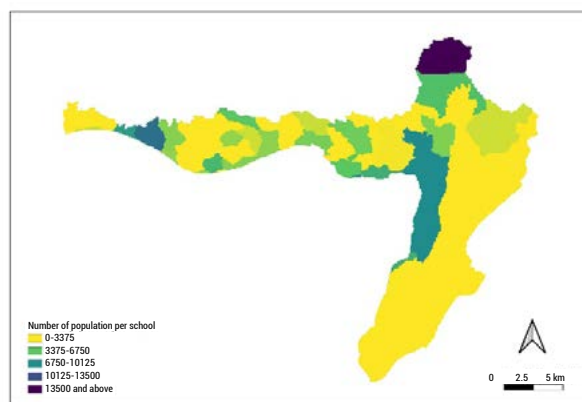 Number of population per school
0-3375
3375-6750
6750-10125
10125-13500
13500 and above
0 2.5 5 km